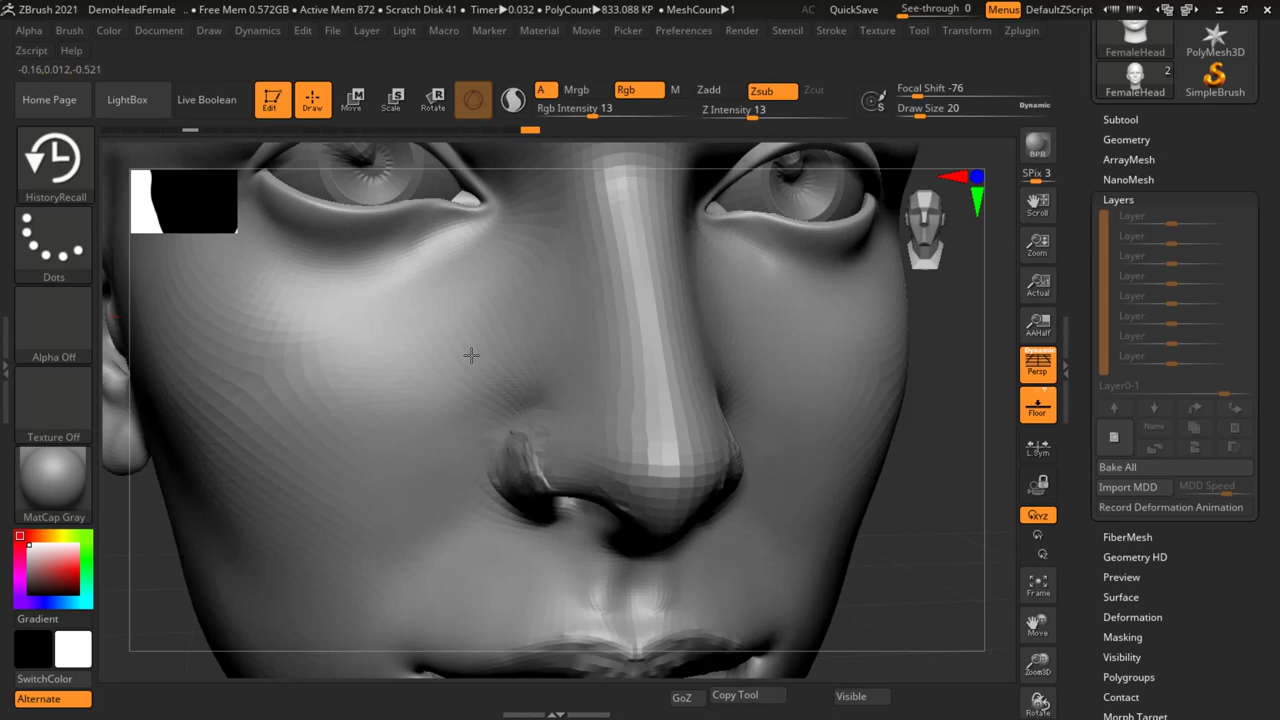 ZBrush 2021 DemoHeadFemale .. ● Free Mem 0.572GB ● Active Mem 872 ● Scratch Disk 41 ● Timer▶0.032 ● PolyCount▶833.088 KP ● MeshCount▶1 AC QuickSave See-through 0 Menus DefaultZScript
Alpha Brush Color Document Draw Dynamics Edit File Layer Light Macro Marker Material Movie Picker Preferences Render Stencil Stroke Texture Tool Transform Zplugin
Zscript Help
-0.16,0.012,-0.521
Home Page LightBox Live Boolean Edit Draw Move Scale Rotate
A Mrgb Rgb M Zadd Zsub Zcut
Rgb Intensity 13 Z Intensity 13
Focal Shift -76
Draw Size 20 Dynamic
HistoryRecall
Dots
Alpha Off
Texture Off
MatCap Gray
Gradient
SwitchColor
Alternate
BPR
SPix 3
Scroll
Zoom
Actual
AAHalf
Dynamic
Persp
Floor
L.Sym
XYZ
Frame
Move
Zoom3D
Rotate
FemaleHead PolyMesh3D
2
FemaleHead SimpleBrush
Subtool
Geometry
ArrayMesh
NanoMesh
Layers
Layer
Layer
Layer
Layer
Layer
Layer
Layer
Layer
Layer0-1
Name
Bake All
Import MDD MDD Speed
Record Deformation Animation
FiberMesh
Geometry HD
Preview
Surface
Deformation
Masking
Visibility
Polygroups
Contact
Morph Target
GoZ Copy Tool Visible